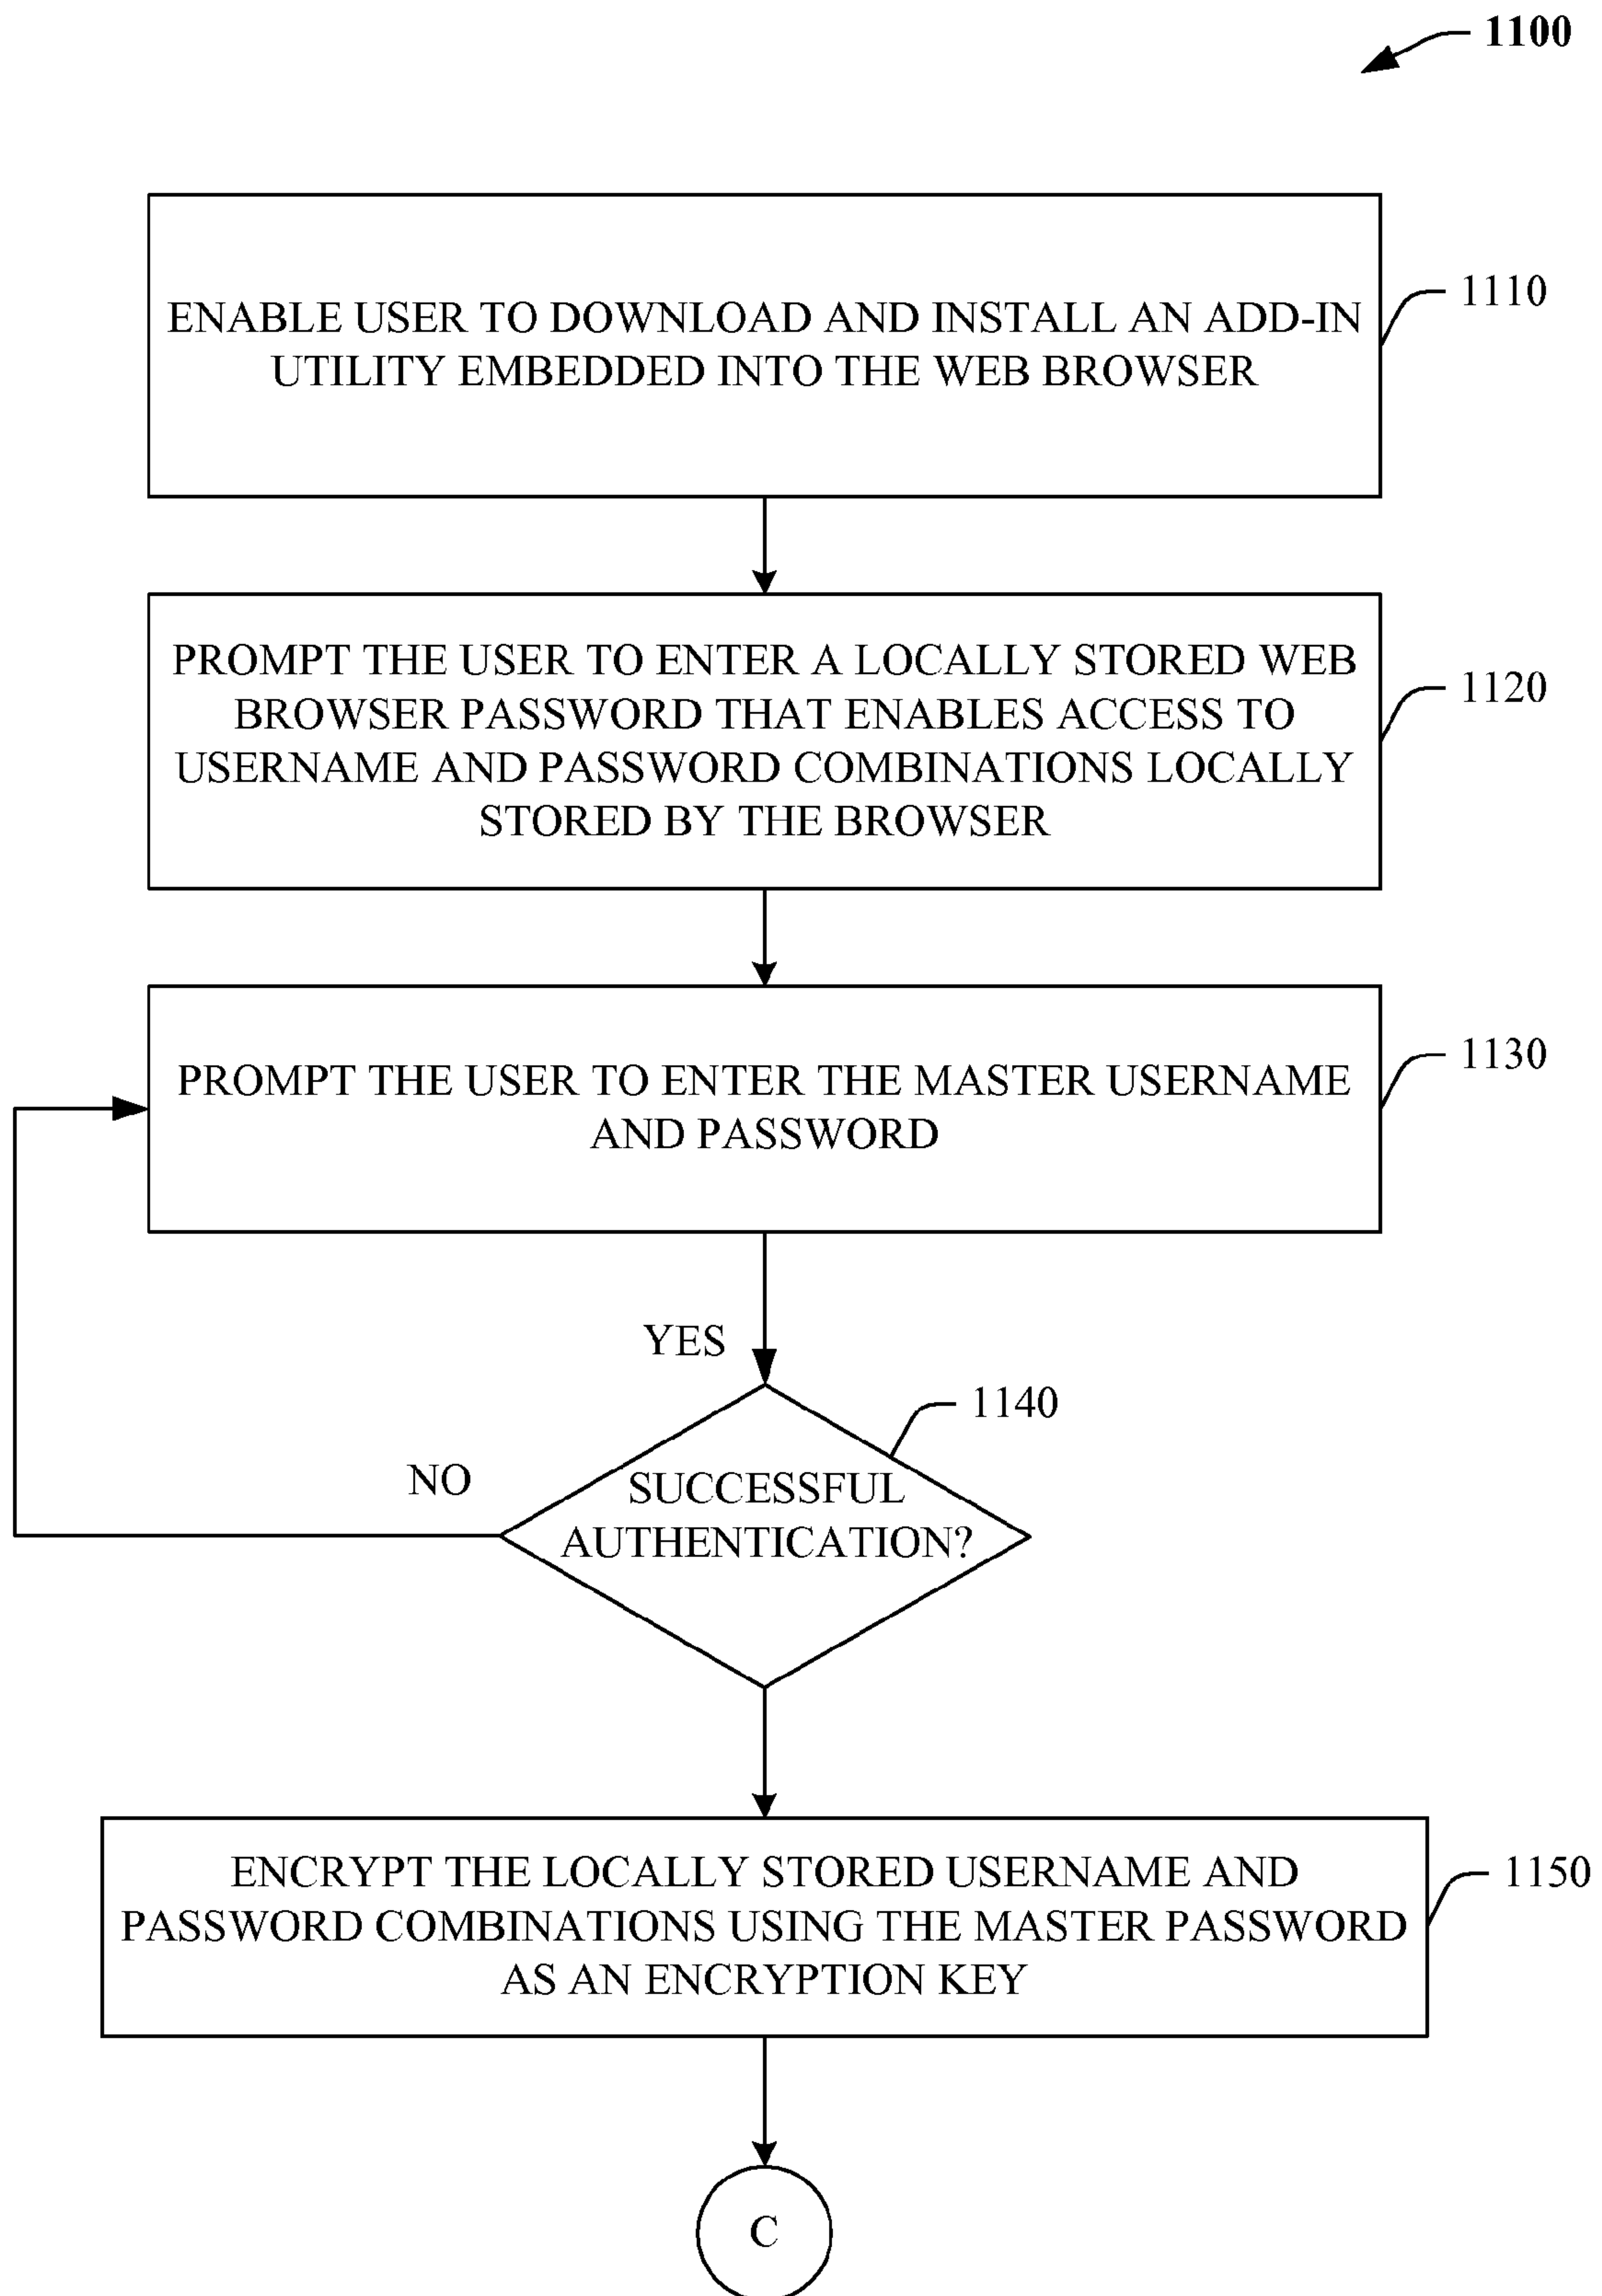 1100
ENABLE USER TO DOWNLOAD AND INSTALL AN ADD-IN
UTILITY EMBEDDED INTO THE WEB BROWSER
1110
PROMPT THE USER TO ENTER A LOCALLY STORED WEB
BROWSER PASSWORD THAT ENABLES ACCESS TO
USERNAME AND PASSWORD COMBINATIONS LOCALLY
STORED BY THE BROWSER
1120
PROMPT THE USER TO ENTER THE MASTER USERNAME
AND PASSWORD
1130
YES
1140
NO
SUCCESSFUL
AUTHENTICATION?
ENCRYPT THE LOCALLY STORED USERNAME AND
PASSWORD COMBINATIONS USING THE MASTER PASSWORD
AS AN ENCRYPTION KEY
1150
C